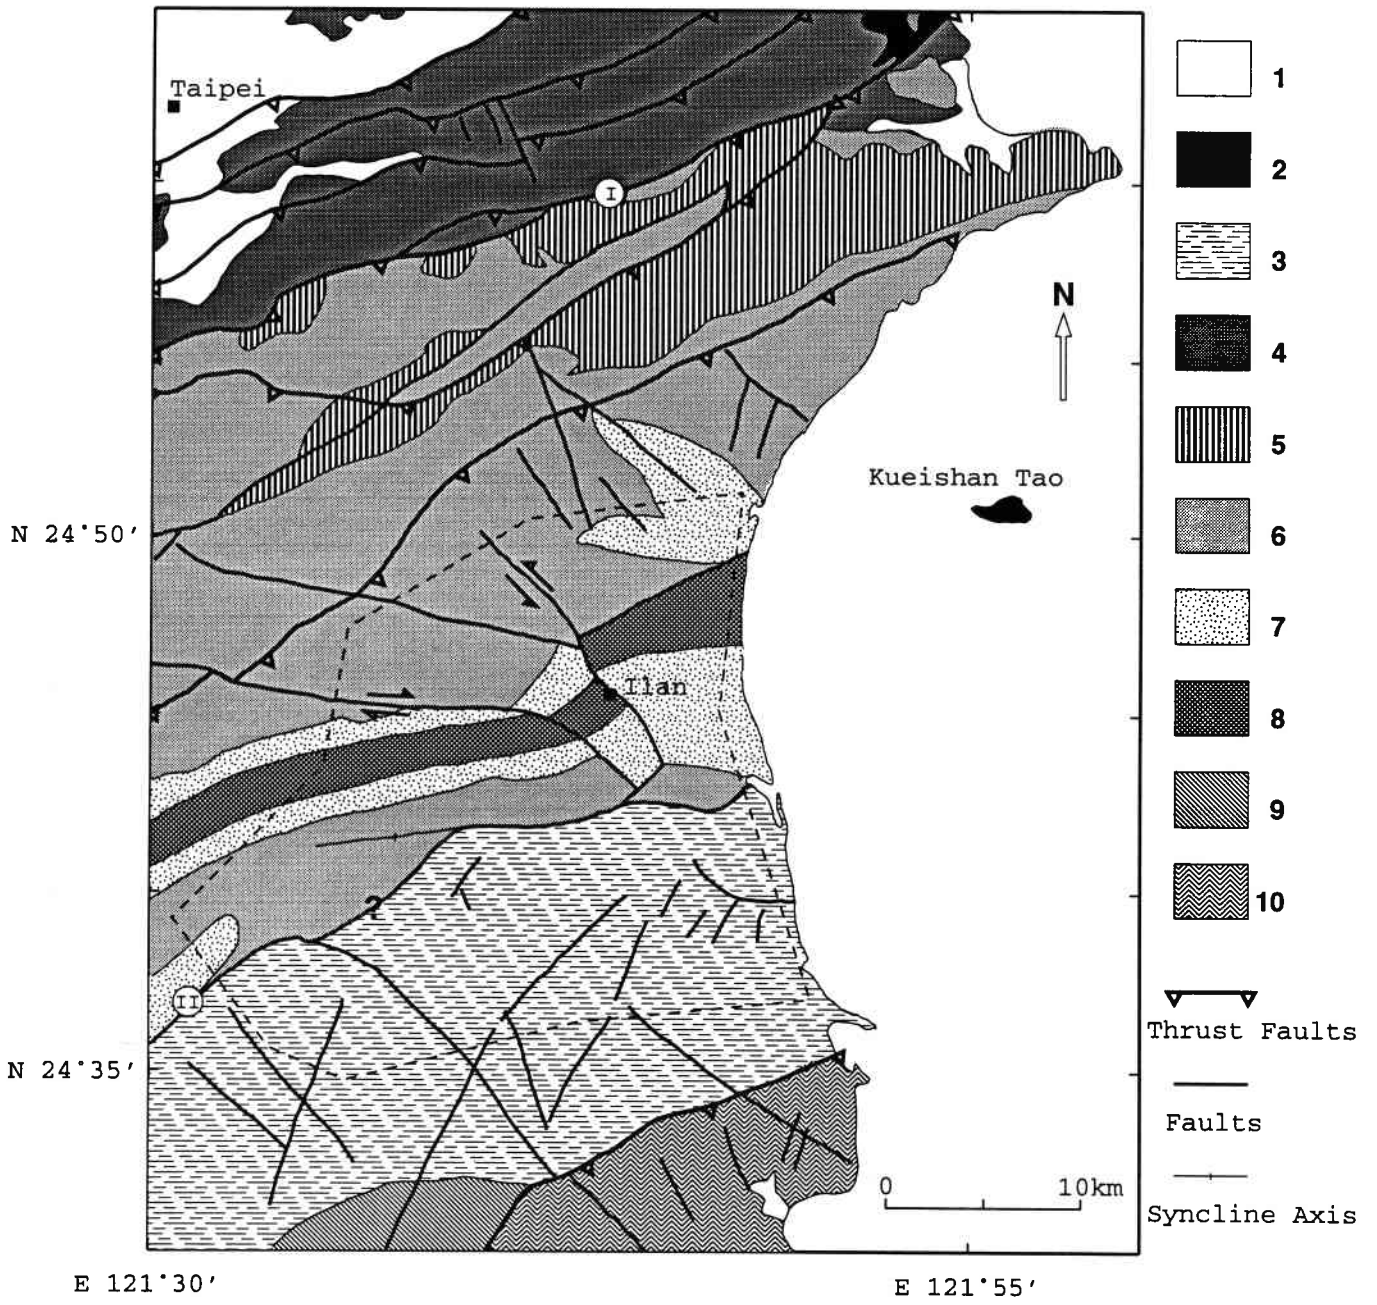 Taipei
1
2
I
3
N
4
5
Kueishan Tao
N 24°50'
6
7
Ilan
8
9
?
10
II
Thrust Faults
N 24°35'
Faults
0 10km
Syncline Axis
E 121°30' E 121°55'